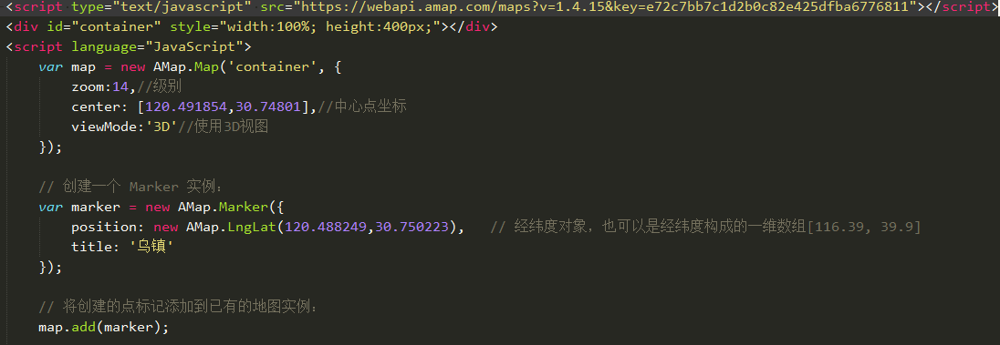 <script type="text/javascript" src="https://webapi.amap.com/maps?v=1.4.15&key=e72c7bb7c1d2b0c82e425dfba6776811"></script>
<div id="container" style="width:100%; height:400px;"></div>
<script language="JavaScript">
    var map = new AMap.Map('container', {
        zoom:14,//级别
        center: [120.491854,30.74801],//中心点坐标
        viewMode:'3D'//使用3D视图
    });

    // 创建一个 Marker 实例：
    var marker = new AMap.Marker({
        position: new AMap.LngLat(120.488249,30.750223),   // 经纬度对象，也可以是经纬度构成的一维数组[116.39, 39.9]
        title: '乌镇'
    });

    // 将创建的点标记添加到已有的地图实例：
    map.add(marker);